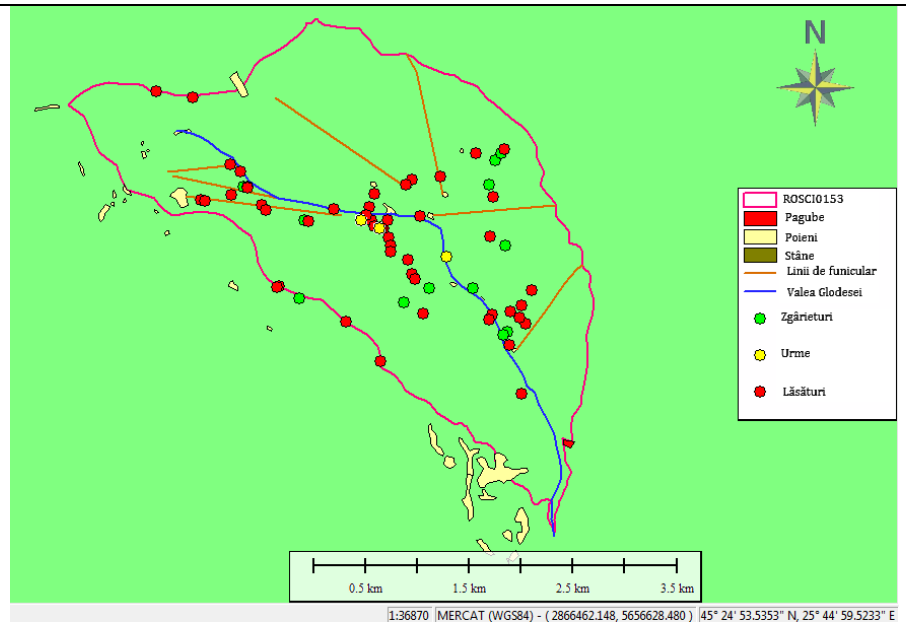 N
ROSCI0153
Pagube
Poieni
Stâne
Linii de funicular
Valea Glodesei
Zgârieturi
Urme
Lăsături
0.5 km 1.5 km 2.5 km 3.5 km
1:36870 MERCAT (WGS84) - ( 2866462.148, 5656628.480 ) 45° 24' 53.5353" N, 25° 44' 59.5233" E